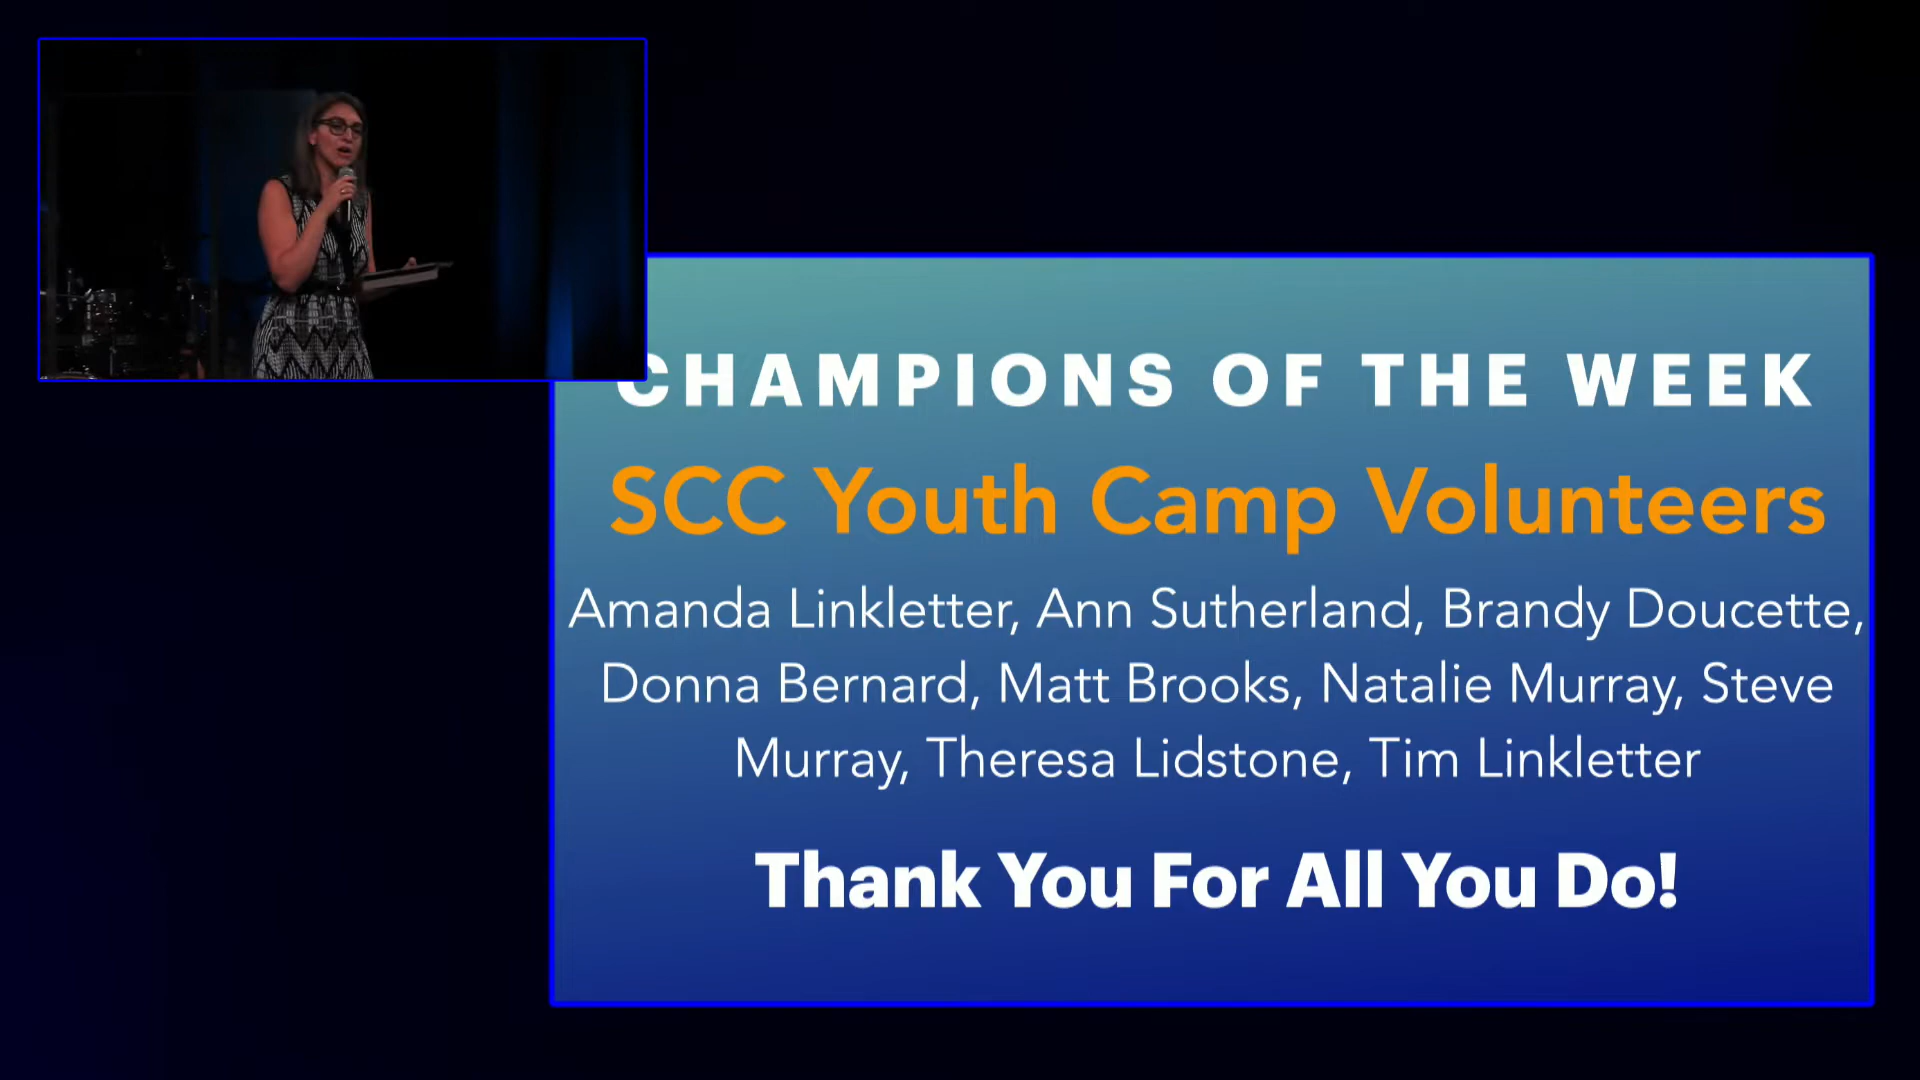 CHAMPIONS OF THE WEEK
SCC Youth Camp Volunteers
Amanda Linkletter, Ann Sutherland, Brandy Doucette,
Donna Bernard, Matt Brooks, Natalie Murray, Steve
Murray, Theresa Lidstone, Tim Linkletter
Thank You For All You Do!